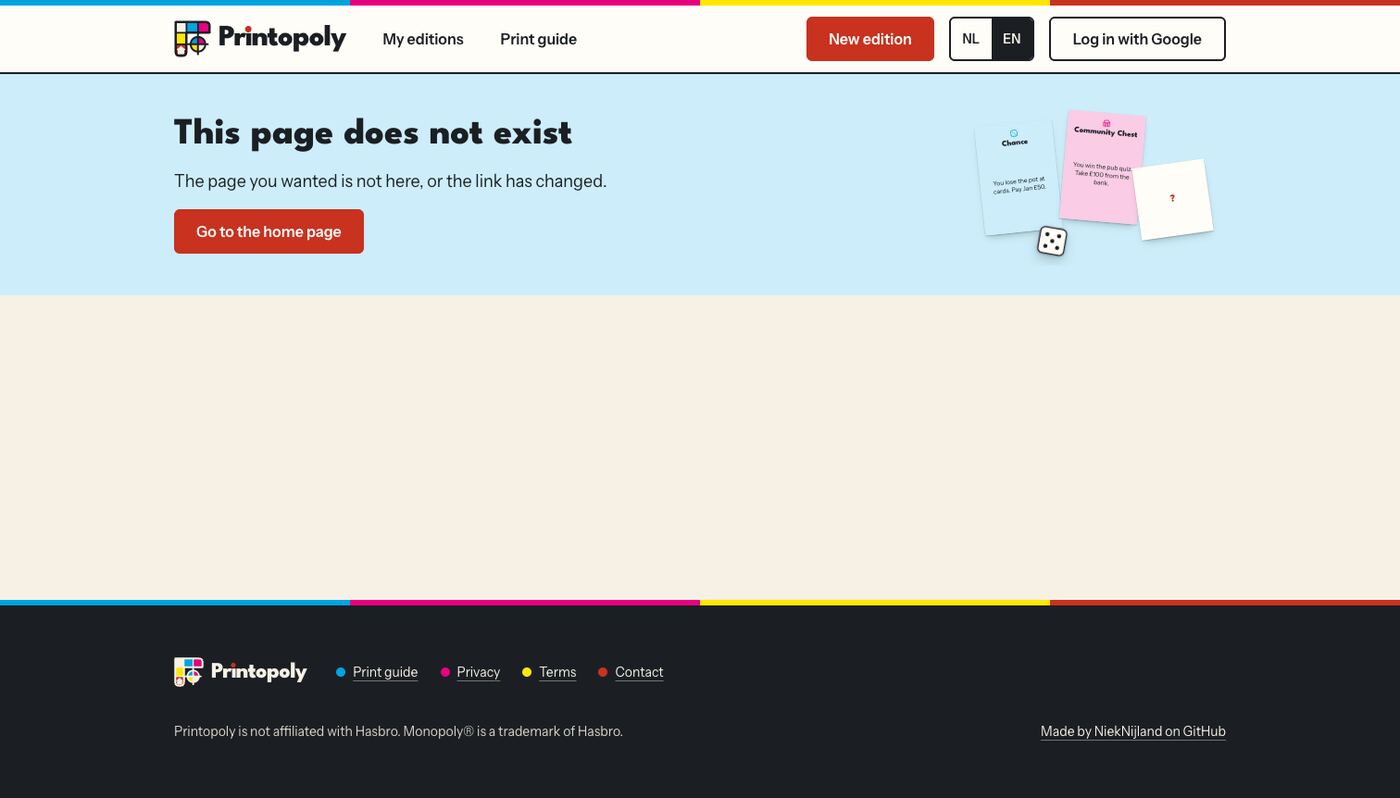 Printopoly
My editions
Print guide
New edition
NL
EN
Log in with Google
This page does not exist
The page you wanted is not here, or the link has changed.
Go to the home page
Chance
You lose the pot at
cards. Pay Jan £50.
Community Chest
You win the pub quiz.
Take £100 from the
bank.
?
Printopoly
Print guide
Privacy
Terms
Contact
Printopoly is not affiliated with Hasbro. Monopoly® is a trademark of Hasbro.
Made by NiekNijland on GitHub